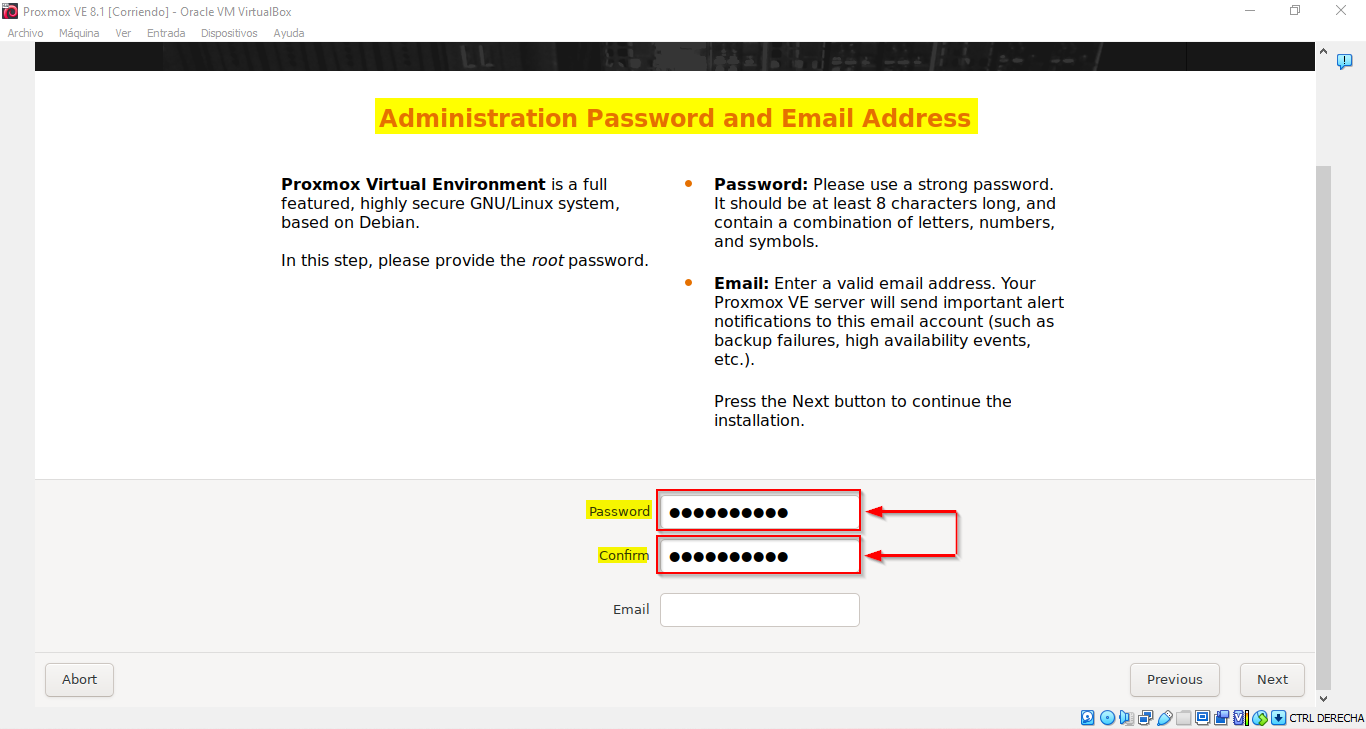 Proxmox VE 8.1 [Corriendo] - Oracle VM VirtualBox
Archivo Máquina Ver Entrada Dispositivos Ayuda
Administration Password and Email Address
Proxmox Virtual Environment is a full
featured, highly secure GNU/Linux system,
based on Debian.
In this step, please provide the root password.
Password: Please use a strong password.
It should be at least 8 characters long, and
contain a combination of letters, numbers,
and symbols.
Email: Enter a valid email address. Your
Proxmox VE server will send important alert
notifications to this email account (such as
backup failures, high availability events,
etc.).
Press the Next button to continue the
installation.
Password ●●●●●●●●●●
Confirm ●●●●●●●●●●
Email
Abort Previous Next
CTRL DERECHA